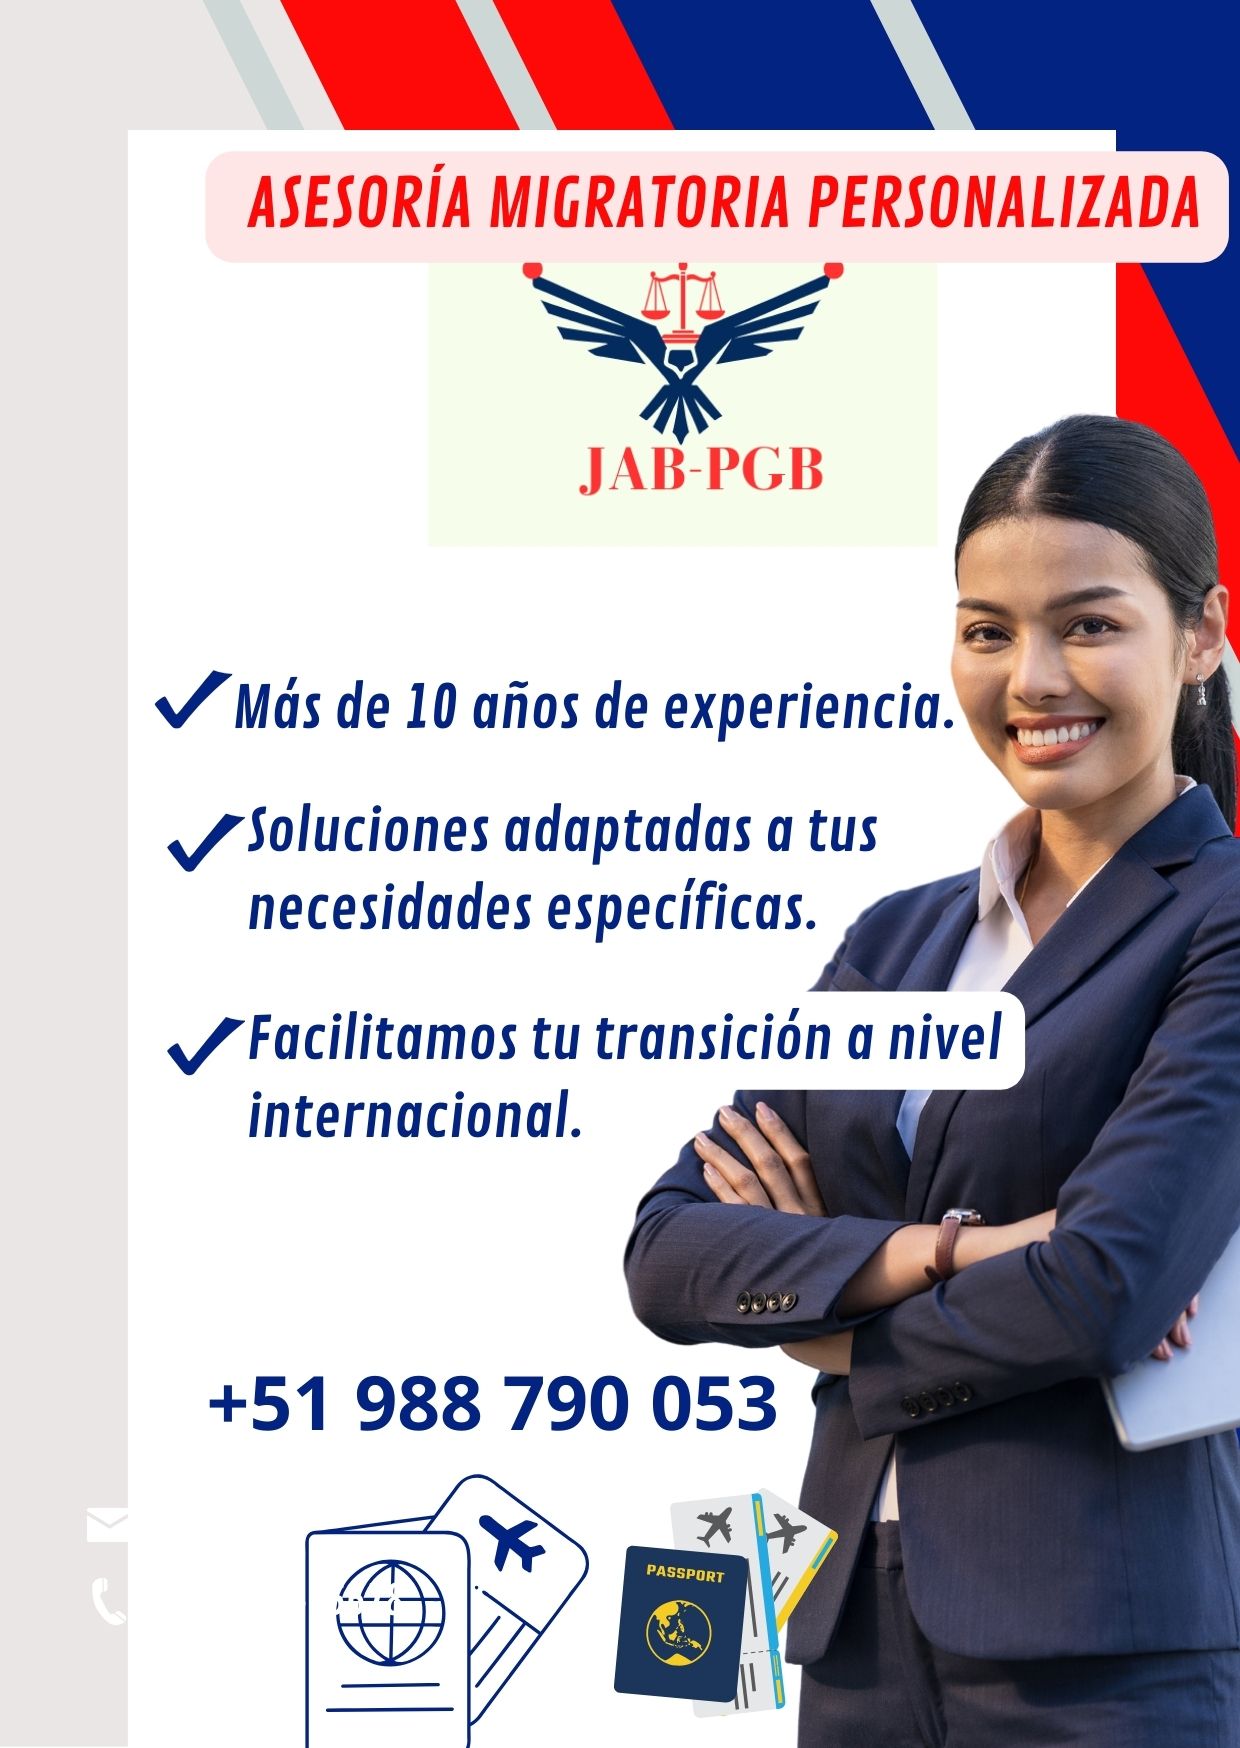 ASESORÍA MIGRATORIA PERSONALIZADA
JAB-PGB
Más de 10 años de experiencia.
Soluciones adaptadas a tus
necesidades específicas.
Facilitamos tu transición a nivel
internacional.
+51 988 790 053
PASSPORT